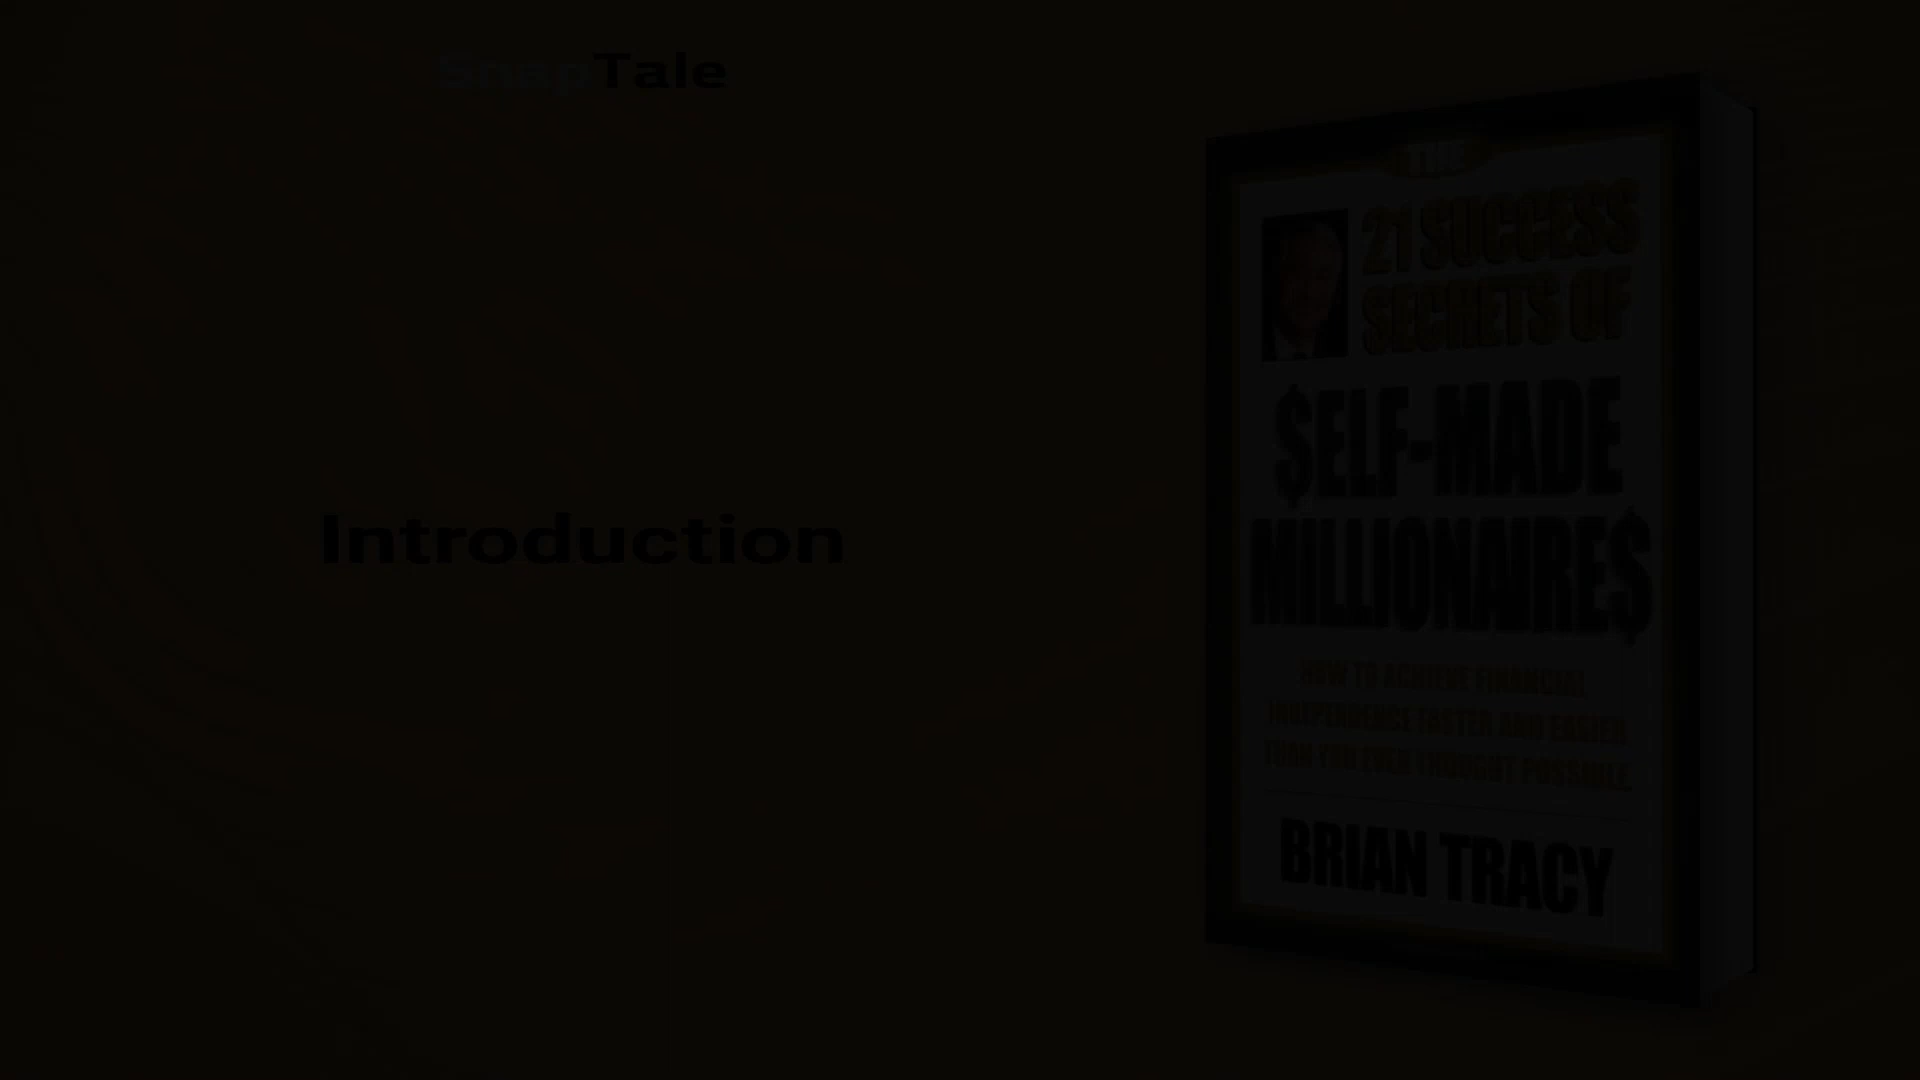 SnapTale
Introduction
THE
21 SUCCESS
SECRETS OF
$ELF-MADE
MILLIONAIRE$
HOW TO ACHIEVE FINANCIAL
INDEPENDENCE FASTER AND EASIER
THAN YOU EVER THOUGHT POSSIBLE
BRIAN TRACY